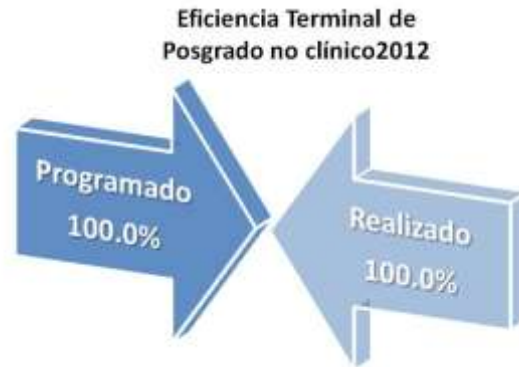 Eficiencia Terminal de
Posgrado no clínico2012
Programado
100.0%
Realizado
100.0%